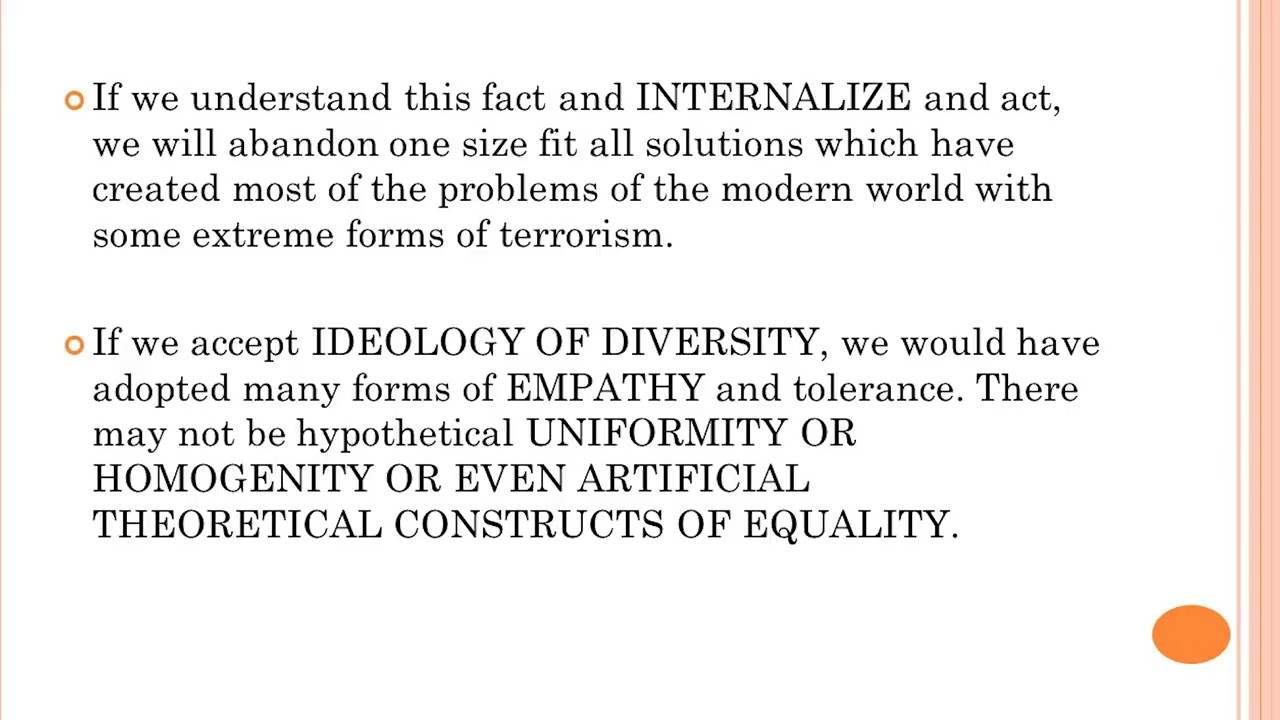 If we understand this fact and INTERNALIZE and act,
we will abandon one size fit all solutions which have
created most of the problems of the modern world with
some extreme forms of terrorism.
If we accept IDEOLOGY OF DIVERSITY, we would have
adopted many forms of EMPATHY and tolerance. There
may not be hypothetical UNIFORMITY OR
HOMOGENITY OR EVEN ARTIFICIAL
THEORETICAL CONSTRUCTS OF EQUALITY.